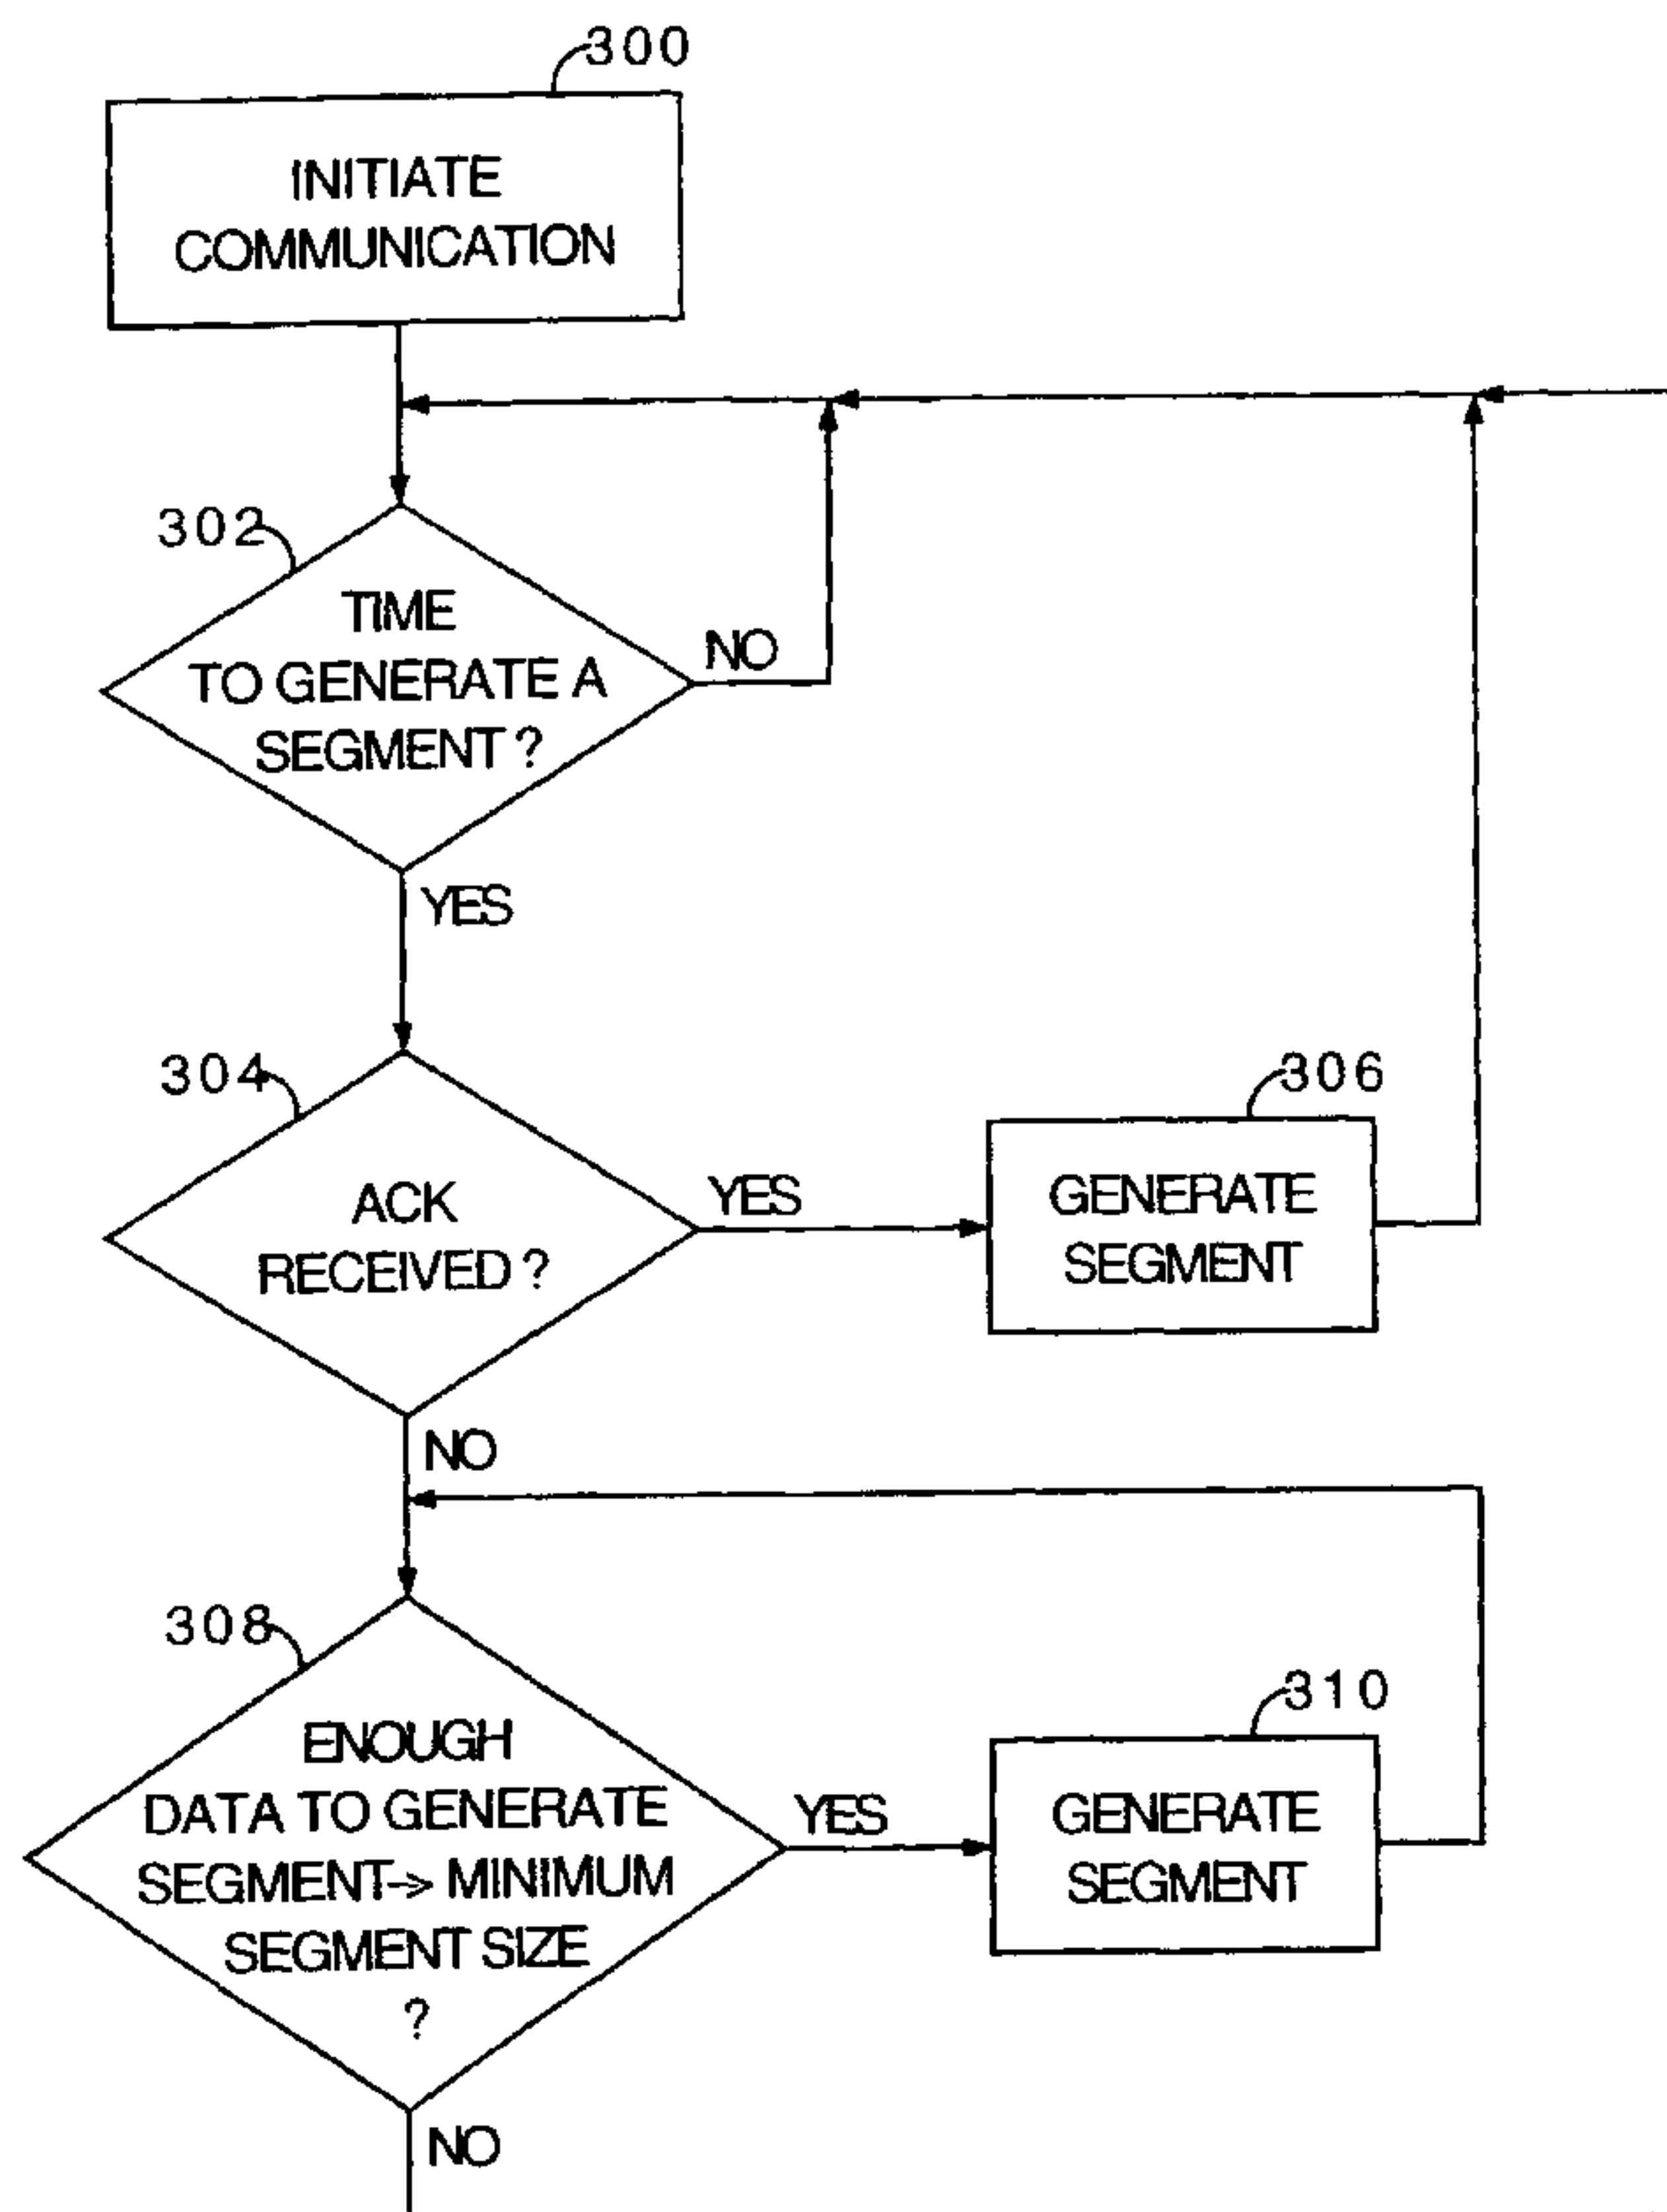 300
INITIATE
COMMUNICATION
302
TIME
TO GENERATE A
SEGMENT ?
NO
YES
304
ACK
RECEIVED ?
YES
306
GENERATE
SEGMENT
NO
308
ENOUGH
DATA TO GENERATE
SEGMENT-> MINIMUM
SEGMENT SIZE
?
YES
310
GENERATE
SEGMENT
NO